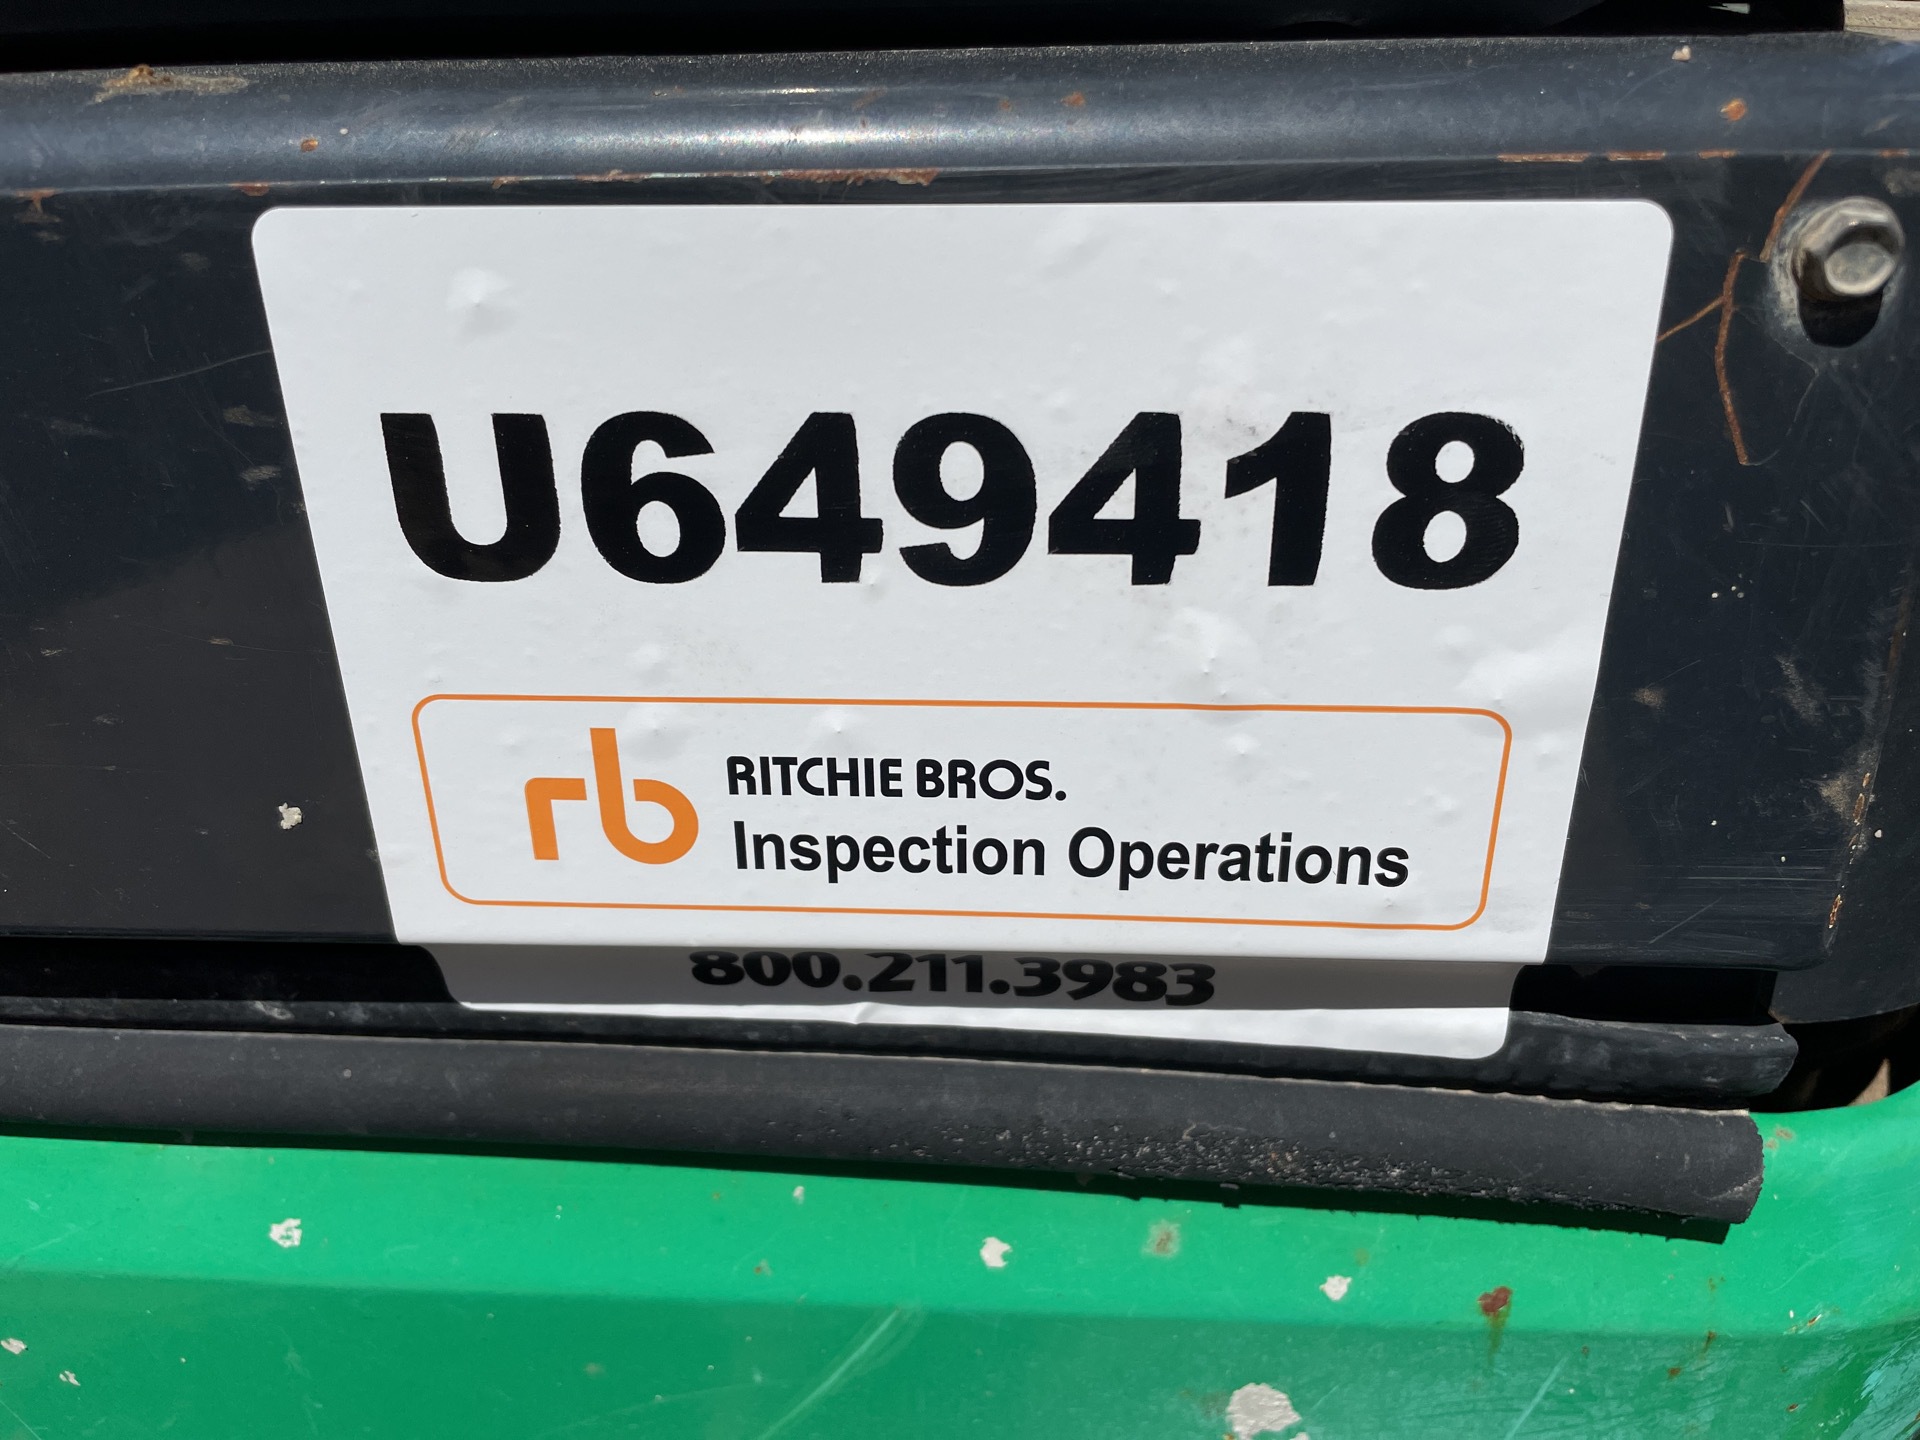 U649418
rb
RITCHIE BROS.
Inspection Operations
800.211.3983